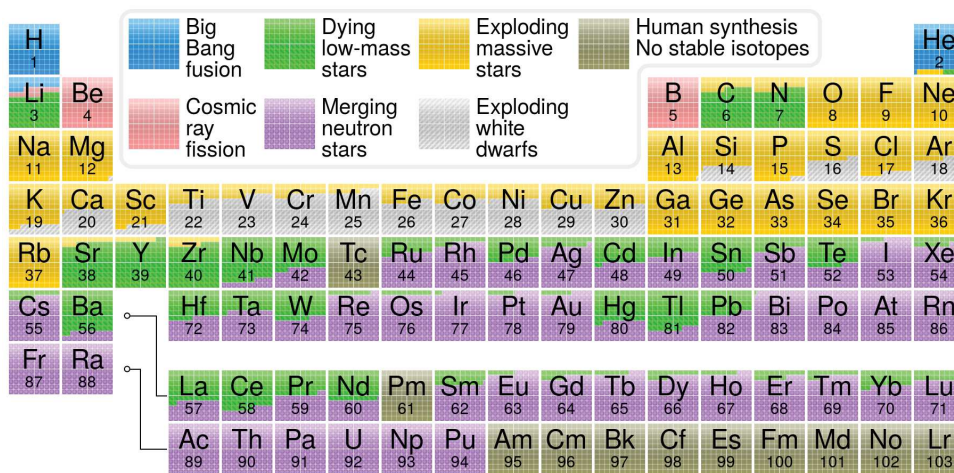 Big Bang fusion
Dying low-mass stars
Exploding massive stars
Human synthesis No stable isotopes
Cosmic ray fission
Merging neutron stars
Exploding white dwarfs
H He
1 2
Li Be B C N O F Ne
3 4 5 6 7 8 9 10
Na Mg Al Si P S Cl Ar
11 12 13 14 15 16 17 18
K Ca Sc Ti V Cr Mn Fe Co Ni Cu Zn Ga Ge As Se Br Kr
19 20 21 22 23 24 25 26 27 28 29 30 31 32 33 34 35 36
Rb Sr Y Zr Nb Mo Tc Ru Rh Pd Ag Cd In Sn Sb Te I Xe
37 38 39 40 41 42 43 44 45 46 47 48 49 50 51 52 53 54
Cs Ba Hf Ta W Re Os Ir Pt Au Hg Tl Pb Bi Po At Rn
55 56 72 73 74 75 76 77 78 79 80 81 82 83 84 85 86
Fr Ra
87 88
La Ce Pr Nd Pm Sm Eu Gd Tb Dy Ho Er Tm Yb Lu
57 58 59 60 61 62 63 64 65 66 67 68 69 70 71
Ac Th Pa U Np Pu Am Cm Bk Cf Es Fm Md No Lr
89 90 91 92 93 94 95 96 97 98 99 100 101 102 103